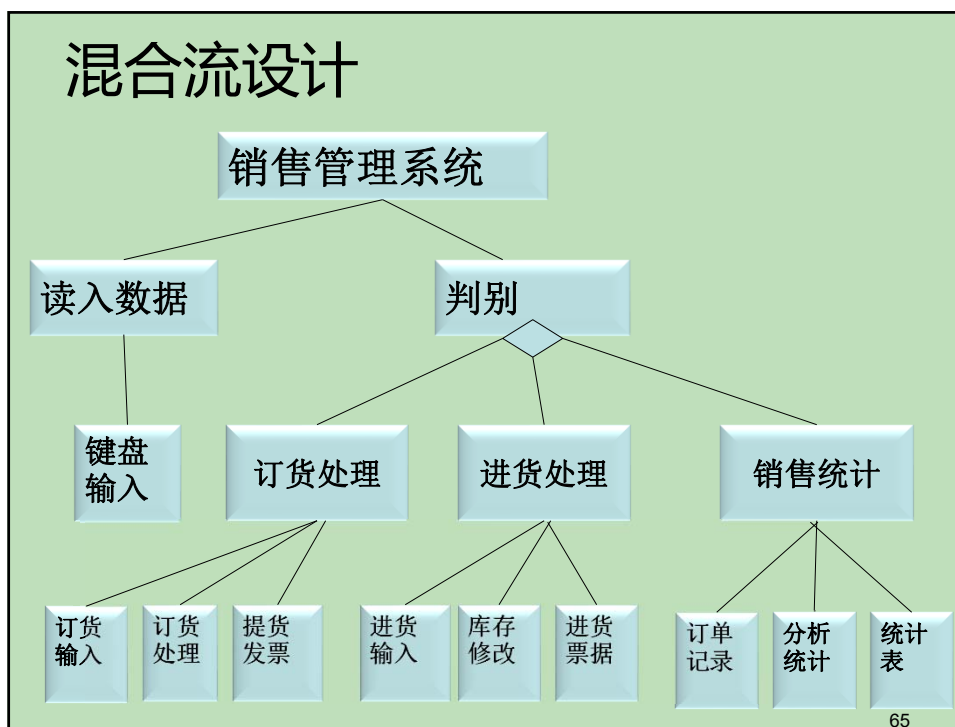 混合流设计
销售管理系统
读入数据
判别
键盘
输入
订货处理
进货处理
销售统计
订货
输入
订货
处理
提货
发票
进货
输入
库存
修改
进货
票据
订单
记录
分析
统计
统计
表
65